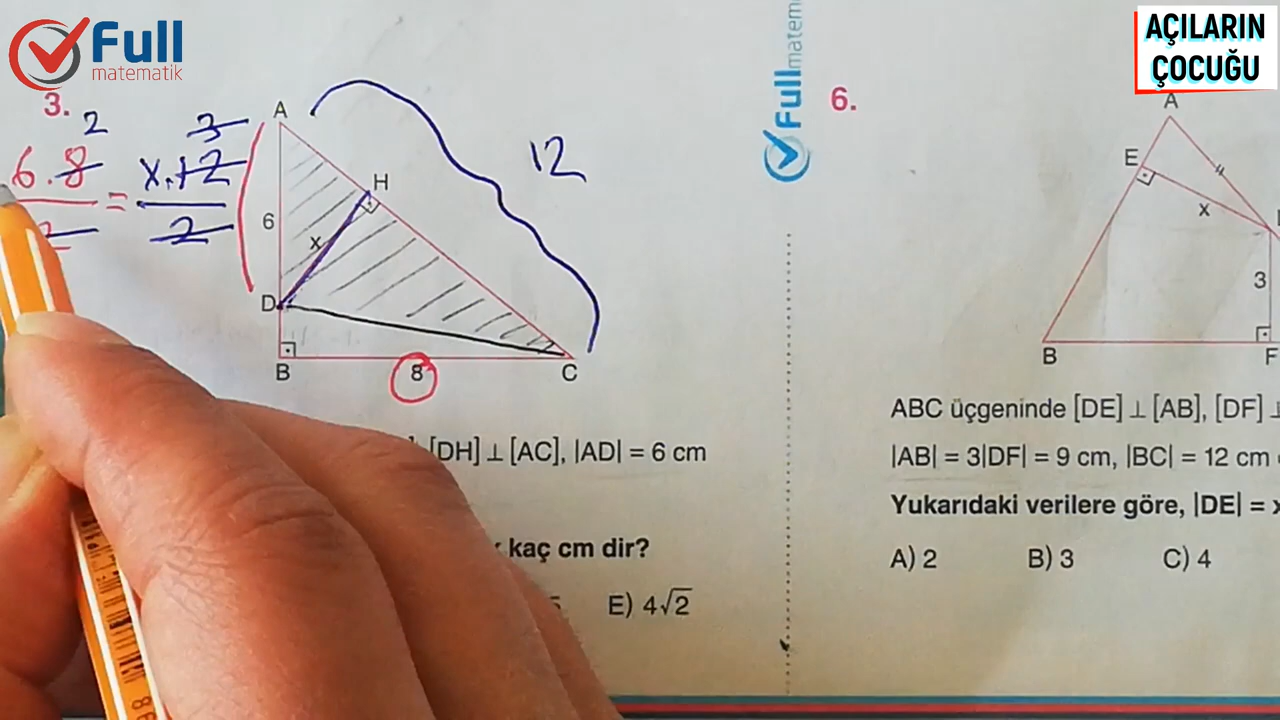 Full
matematik
AÇILARIN
ÇOCUĞU
3.
A
2
3
6 . 8 = x . 12
2
2
H
12
6
x
D
B
8
C
[DH] ⊥ [AC], |AD| = 6 cm
kaç cm dir?
E) 4√2
Full
6.
A
E
x
3
B
F
ABC üçgeninde [DE] ⊥ [AB], [DF] ⊥
|AB| = 3|DF| = 9 cm, |BC| = 12 cm
Yukarıdaki verilere göre, |DE| = x
A) 2 B) 3 C) 4